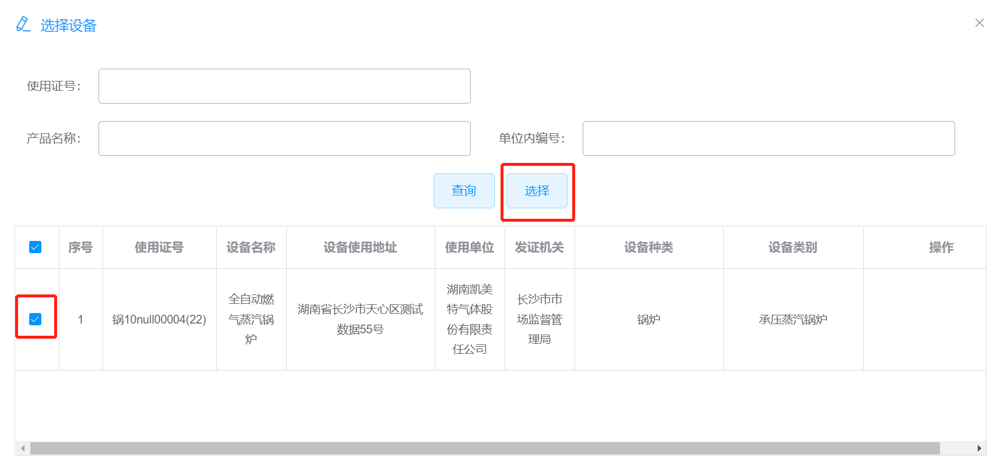 选择设备
使用证号：
产品名称：
单位内编号：
查询
选择
序号 使用证号 设备名称 设备使用地址 使用单位 发证机关 设备种类 设备类别 操作
1
锅10null00004(22)
全自动燃
气蒸汽锅
炉
湖南省长沙市天心区测试
数据55号
湖南凯美
特气体股
份有限责
任公司
长沙市市
场监督管
理局
锅炉
承压蒸汽锅炉